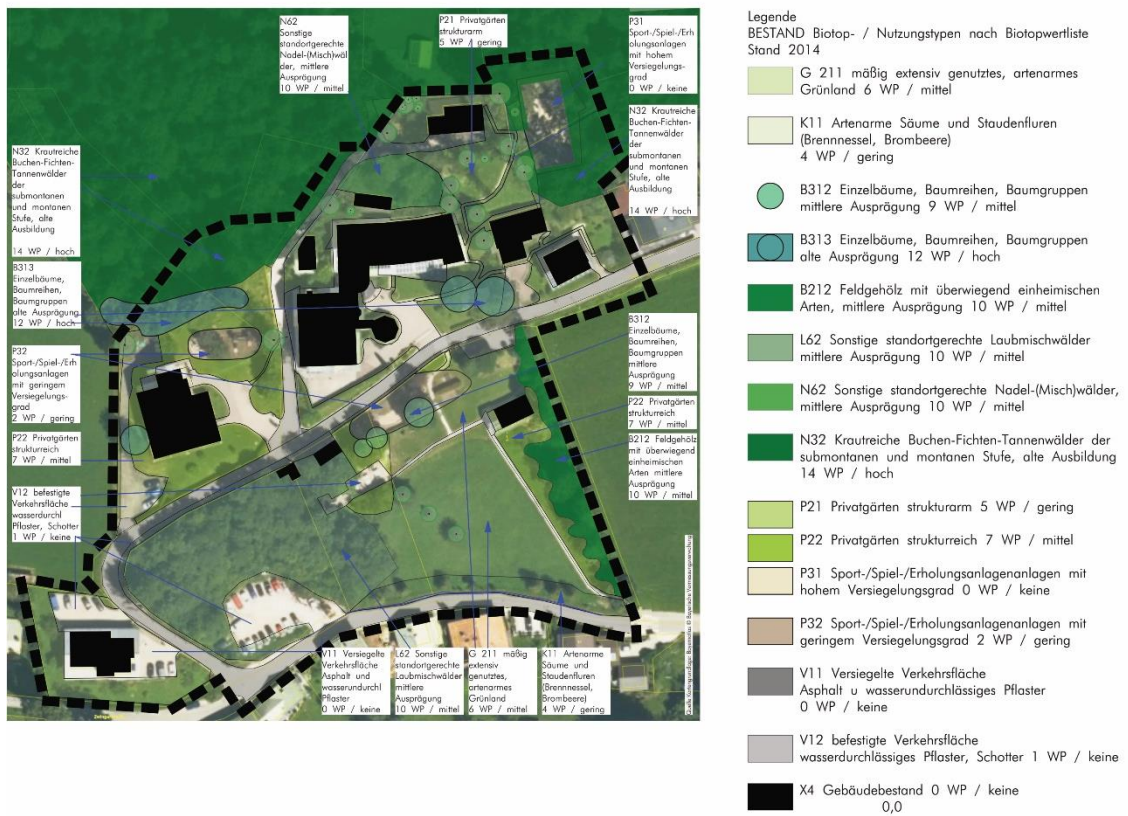 N62
Sonstige
standortgerechte
Nadel-(Misch)wäl
der, mittlere
Ausprägung
10 WP / mittel
P21 Privatgärten
strukturarm
5 WP / gering
P31
Sport-/Spiel-/Erh
olungsanlagen
mit hohem
Versiegelungs-
grad
0 WP / keine
N32 Krautreiche
Buchen-Fichten-
Tannenwälder
der
submontanen
und montanen
Stufe, alte
Ausbildung
14 WP / hoch
N32 Krautreiche
Buchen-Fichten-
Tannenwälder
der
submontanen
und montanen
Stufe, alte
Ausbildung
14 WP / hoch
B313
Einzelbäume,
Baumreihen,
Baumgruppen
alte Ausprägung
12 WP / hoch
P32
Sport-/Spiel-/Erh
olungsanlagen
mit geringem
Versiegelungs-
grad
2 WP / gering
P22 Privatgärten
strukturreich
7 WP / mittel
V12 befestigte
Verkehrsfläche
wasserdurchl
Pflaster, Schotter
1 WP / keine
B312
Einzelbäume,
Baumreihen,
Baumgruppen
mittlere
Ausprägung
9 WP / mittel
P22 Privatgärten
strukturreich
7 WP / mittel
B212 Feldgehölz
mit überwiegend
einheimischen
Arten mittlere
Ausprägung
10 WP / mittel
V11 Versiegelte
Verkehrsfläche
Asphalt und
wasserundurchl
Pflaster
0 WP / keine
L62 Sonstige
standortgerechte
Laubmischwälder
mittlere
Ausprägung
10 WP / mittel
G 211 mäßig
extensiv
genutztes,
artenarmes
Grünland
6 WP / mittel
K11 Artenarme
Säume und
Staudenfluren
(Brennnessel,
Brombeere)
4 WP / gering
Legende
BESTAND Biotop- / Nutzungstypen nach Biotopwertliste
Stand 2014
G 211 mäßig extensiv genutztes, artenarmes
Grünland 6 WP / mittel
K11 Artenarme Säume und Staudenfluren
(Brennnessel, Brombeere)
4 WP / gering
B312 Einzelbäume, Baumreihen, Baumgruppen
mittlere Ausprägung 9 WP / mittel
B313 Einzelbäume, Baumreihen, Baumgruppen
alte Ausprägung 12 WP / hoch
B212 Feldgehölz mit überwiegend einheimischen
Arten, mittlere Ausprägung 10 WP / mittel
L62 Sonstige standortgerechte Laubmischwälder
mittlere Ausprägung 10 WP / mittel
N62 Sonstige standortgerechte Nadel-(Misch)wälder,
mittlere Ausprägung 10 WP / mittel
N32 Krautreiche Buchen-Fichten-Tannenwälder der
submontanen und montanen Stufe, alte Ausbildung
14 WP / hoch
P21 Privatgärten strukturarm 5 WP / gering
P22 Privatgärten strukturreich 7 WP / mittel
P31 Sport-/Spiel-/Erholungsanlagenanlagen mit
hohem Versiegelungsgrad 0 WP / keine
P32 Sport-/Spiel-/Erholungsanlagenanlagen mit
geringem Versiegelungsgrad 2 WP / gering
V11 Versiegelte Verkehrsfläche
Asphalt u wasserundurchlässiges Pflaster
0 WP / keine
V12 befestigte Verkehrsfläche
wasserdurchlässiges Pflaster, Schotter 1 WP / keine
X4 Gebäudebestand 0 WP / keine
0,0